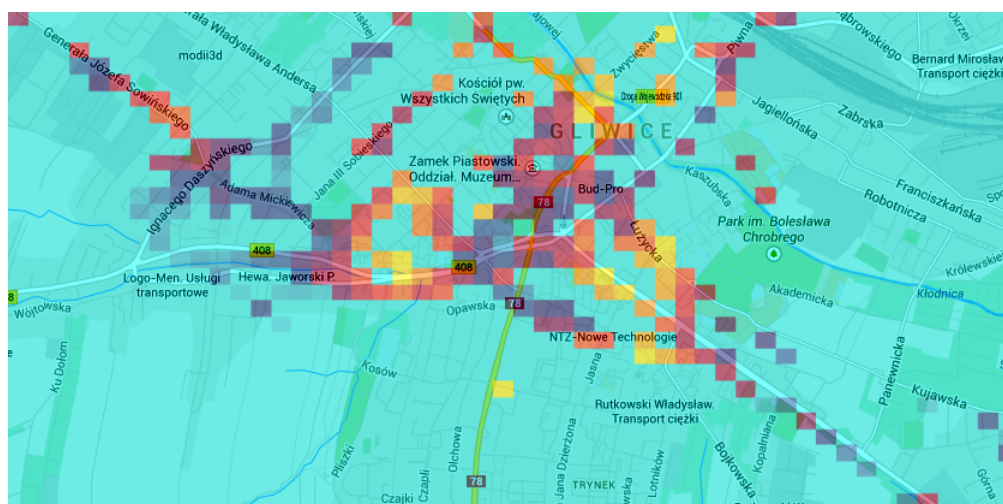 Generała Władysława Andersa
modii3d
Generała Józefa Sowińskiego
Kościół pw.
Wszystkich Świętych
Zwycięstwa
Piwna
Droga Wojewódzka 901
Okrzei
Bernard Mirosław
Transport ciężki
Jagiellońska
Zabrska
GLIWICE
Ignacego Daszyńskiego
Jana III Sobieskiego
Adama Mickiewicza
Zamek Piastowski.
Oddział. Muzeum...
Bud-Pro
78
Kaszubska
Franciszkańska
Robotnicza
Park im. Bolesława
Chrobrego
Łużycka
408
408
Logo-Men. Usługi
transportowe
Hewa. Jaworski P.
Królewskiej
Kłodnica
Akademicka
8
Wójtowska
Opawska
78
NTZ-Nowe Technologie
Ku Dołom
Kosów
Jasna
Panewnicka
Kujawska
Rutkowski Władysław.
Transport ciężki
Pliszki
Olchowa
Czapli
Czajki
78
Jana Dzierżona
TRYNEK
Lotników
Bojkowska
Kopalniana